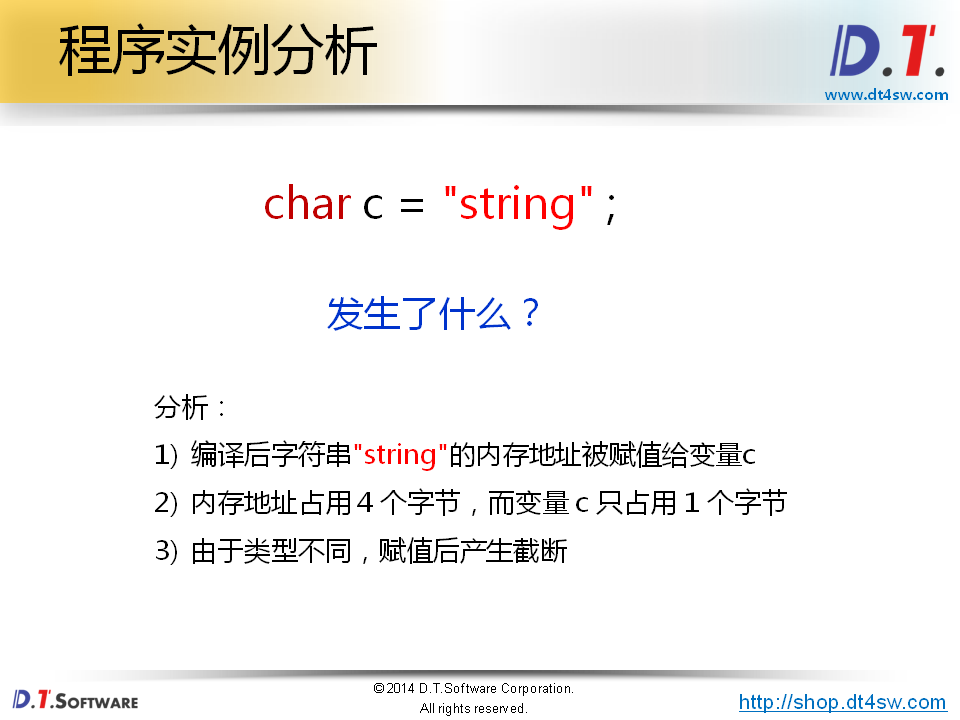 程序实例分析
D.T.
www.dt4sw.com
char c = "string" ;
发生了什么？
分析：
1) 编译后字符串"string"的内存地址被赋值给变量c
2) 内存地址占用 4 个字节，而变量 c 只占用 1 个字节
3) 由于类型不同，赋值后产生截断
D.T.SOFTWARE
©2014 D.T.Software Corporation.
All rights reserved.
http://shop.dt4sw.com